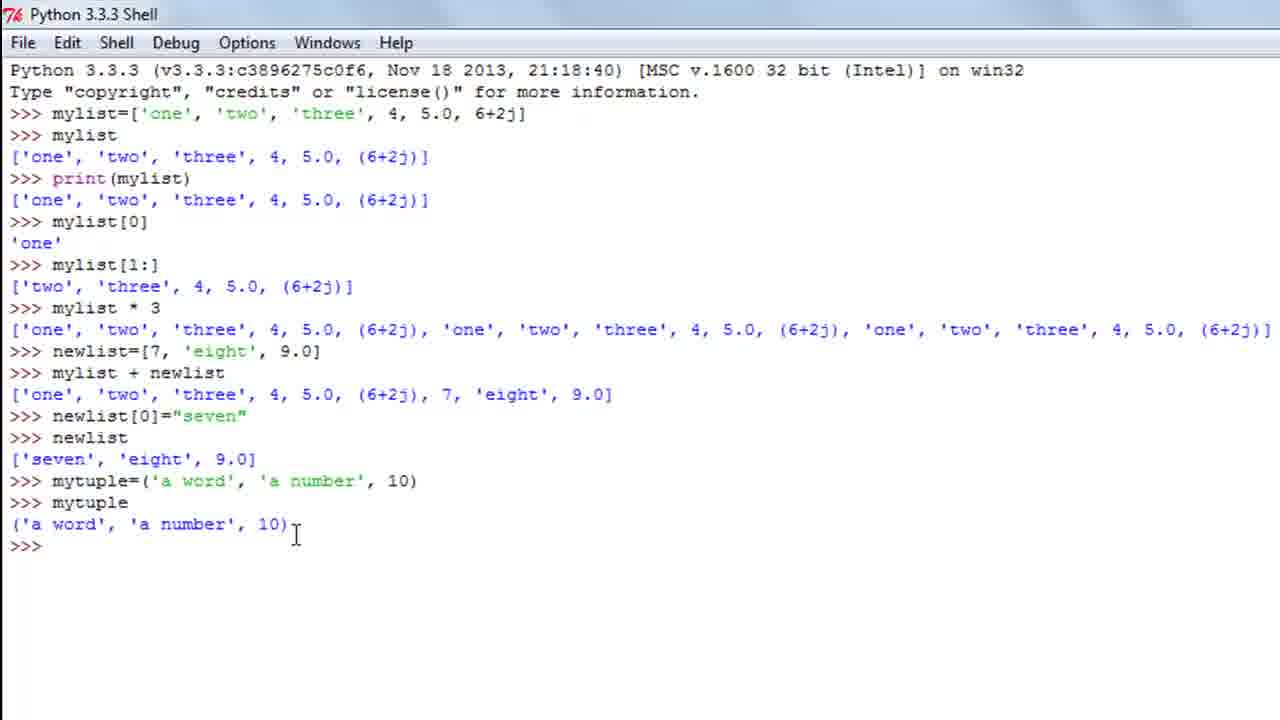 Python 3.3.3 Shell
File Edit Shell Debug Options Windows Help
Python 3.3.3 (v3.3.3:c3896275c0f6, Nov 18 2013, 21:18:40) [MSC v.1600 32 bit (Intel)] on win32
Type "copyright", "credits" or "license()" for more information.
>>> mylist=['one', 'two', 'three', 4, 5.0, 6+2j]
>>> mylist
['one', 'two', 'three', 4, 5.0, (6+2j)]
>>> print(mylist)
['one', 'two', 'three', 4, 5.0, (6+2j)]
>>> mylist[0]
'one'
>>> mylist[1:]
['two', 'three', 4, 5.0, (6+2j)]
>>> mylist * 3
['one', 'two', 'three', 4, 5.0, (6+2j), 'one', 'two', 'three', 4, 5.0, (6+2j), 'one', 'two', 'three', 4, 5.0, (6+2j)]
>>> newlist=[7, 'eight', 9.0]
>>> mylist + newlist
['one', 'two', 'three', 4, 5.0, (6+2j), 7, 'eight', 9.0]
>>> newlist[0]="seven"
>>> newlist
['seven', 'eight', 9.0]
>>> mytuple=('a word', 'a number', 10)
>>> mytuple
('a word', 'a number', 10)
>>>